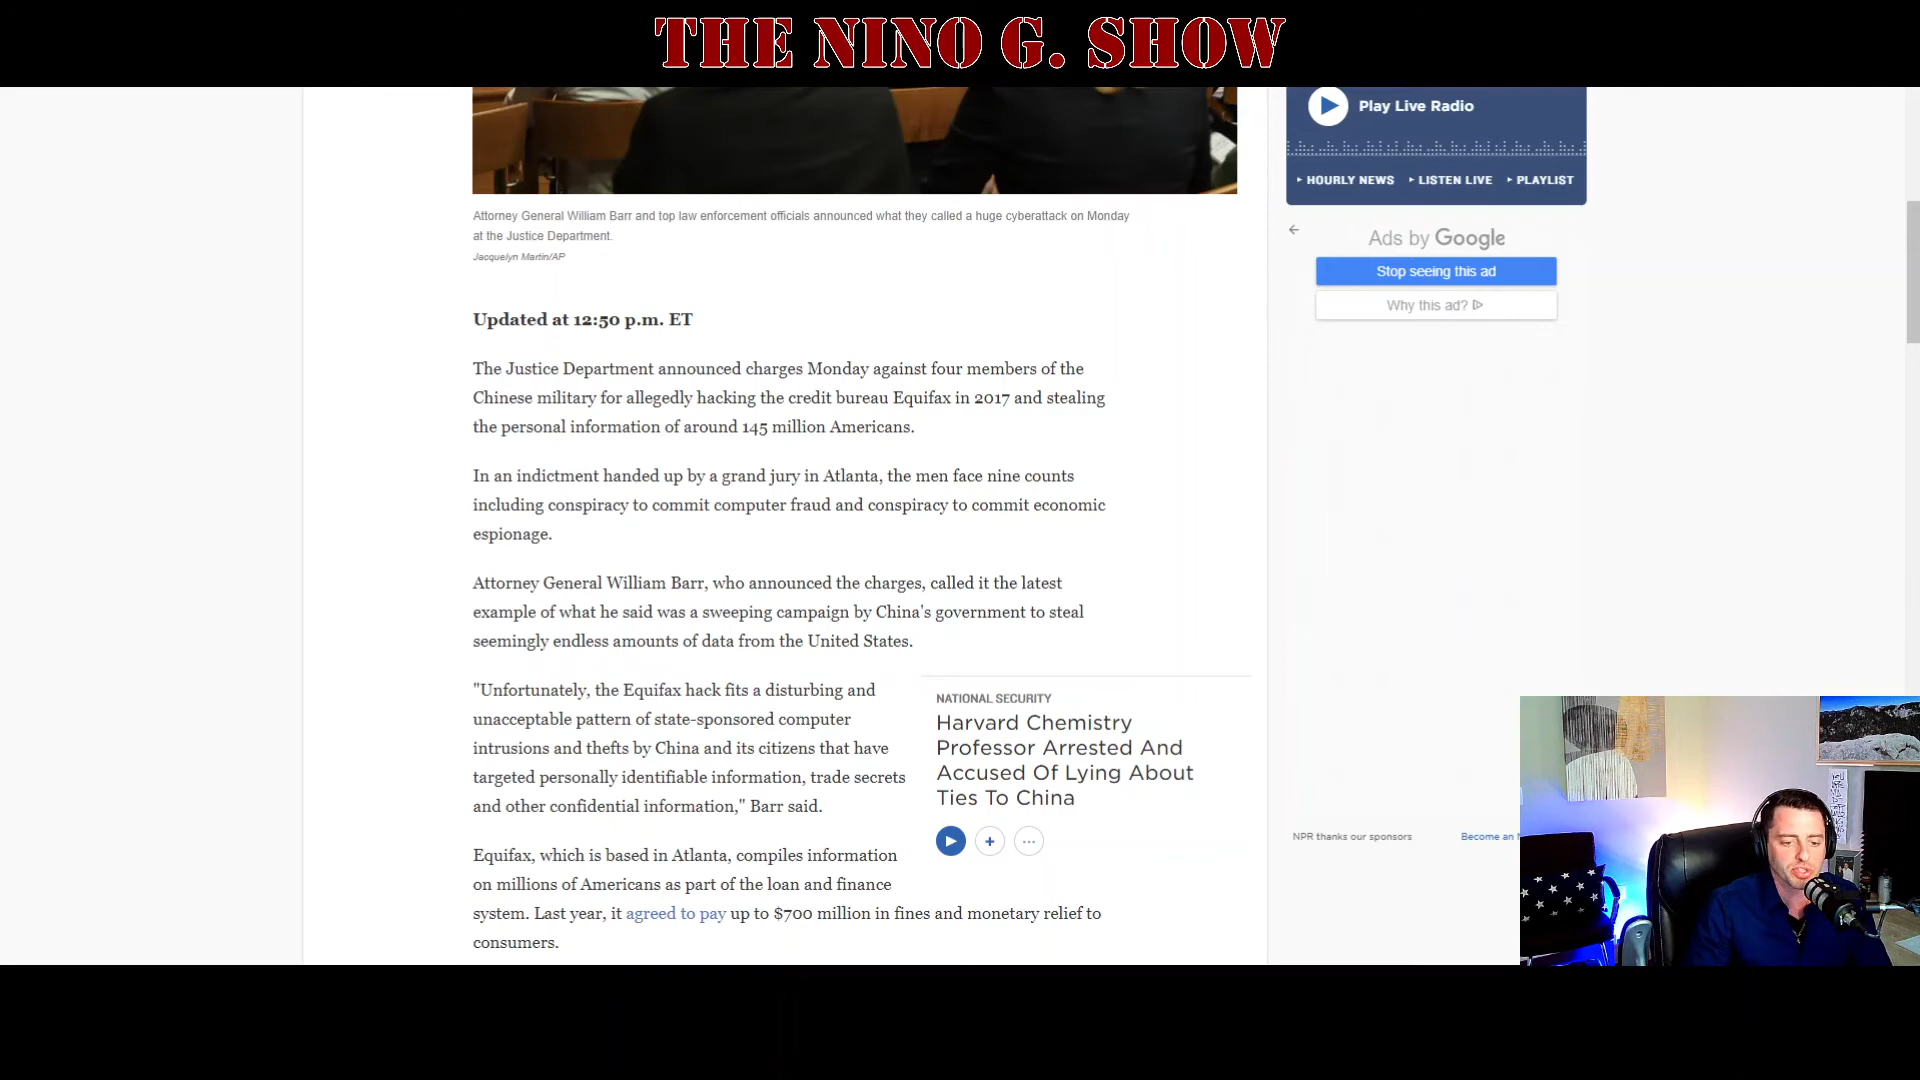 THE NINO G. SHOW
Play Live Radio
HOURLY NEWS LISTEN LIVE PLAYLIST
Attorney General William Barr and top law enforcement officials announced what they called a huge cyberattack on Monday
at the Justice Department.
Jacquelyn Martin/AP
Ads by Google
Stop seeing this ad
Why this ad?
Updated at 12:50 p.m. ET
The Justice Department announced charges Monday against four members of the
Chinese military for allegedly hacking the credit bureau Equifax in 2017 and stealing
the personal information of around 145 million Americans.
In an indictment handed up by a grand jury in Atlanta, the men face nine counts
including conspiracy to commit computer fraud and conspiracy to commit economic
espionage.
Attorney General William Barr, who announced the charges, called it the latest
example of what he said was a sweeping campaign by China's government to steal
seemingly endless amounts of data from the United States.
"Unfortunately, the Equifax hack fits a disturbing and
unacceptable pattern of state-sponsored computer
intrusions and thefts by China and its citizens that have
targeted personally identifiable information, trade secrets
and other confidential information," Barr said.
NATIONAL SECURITY
Harvard Chemistry
Professor Arrested And
Accused Of Lying About
Ties To China
Equifax, which is based in Atlanta, compiles information
on millions of Americans as part of the loan and finance
system. Last year, it agreed to pay up to $700 million in fines and monetary relief to
consumers.
NPR thanks our sponsors
Become an